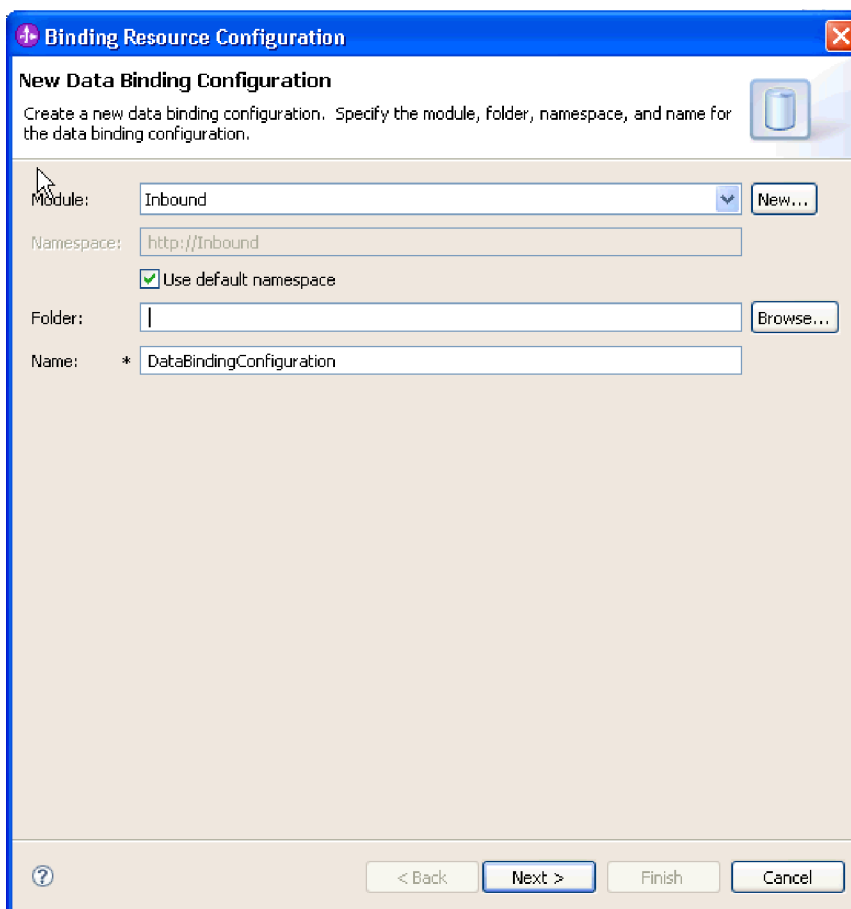 Binding Resource Configuration
New Data Binding Configuration
Create a new data binding configuration. Specify the module, folder, namespace, and name for
the data binding configuration.
Module: Inbound New...
Namespace: http://Inbound
Use default namespace
Folder: Browse...
Name: * DataBindingConfiguration
? < Back Next > Finish Cancel